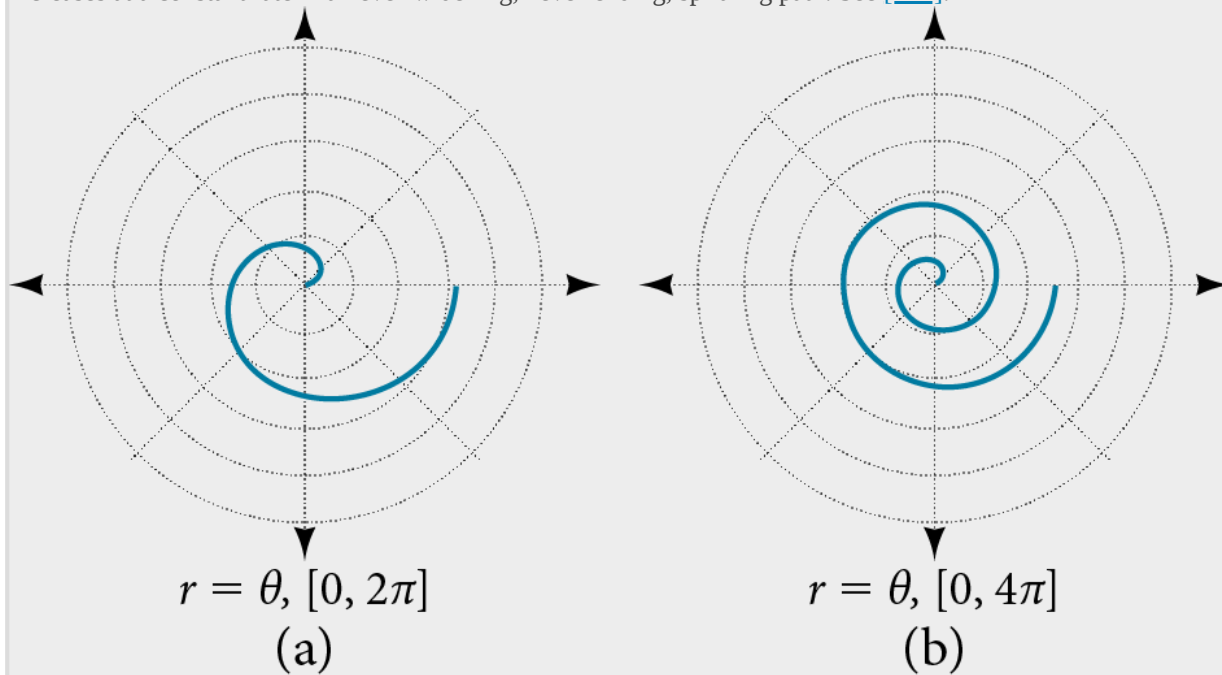 r = θ, [0, 2π]
(a)
r = θ, [0, 4π]
(b)